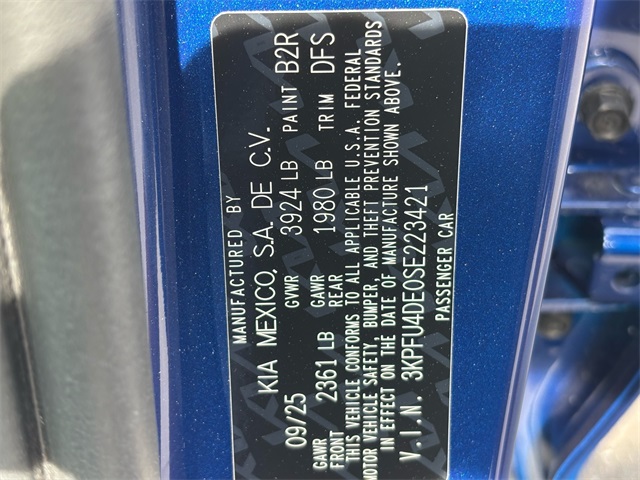 MANUFACTURED BY
KIA MEXICO, S.A. DE C.V.
09/25 GVWR 3924 LB PAINT B2R
GAWR FRONT 2361 LB GAWR REAR 1980 LB TRIM DFS
THIS VEHICLE CONFORMS TO ALL APPLICABLE U.S.A. FEDERAL
MOTOR VEHICLE SAFETY, BUMPER, AND THEFT PREVENTION STANDARDS
IN EFFECT ON THE DATE OF MANUFACTURE SHOWN ABOVE.
V.I.N. 3KPFU4DE0SE223421
PASSENGER CAR